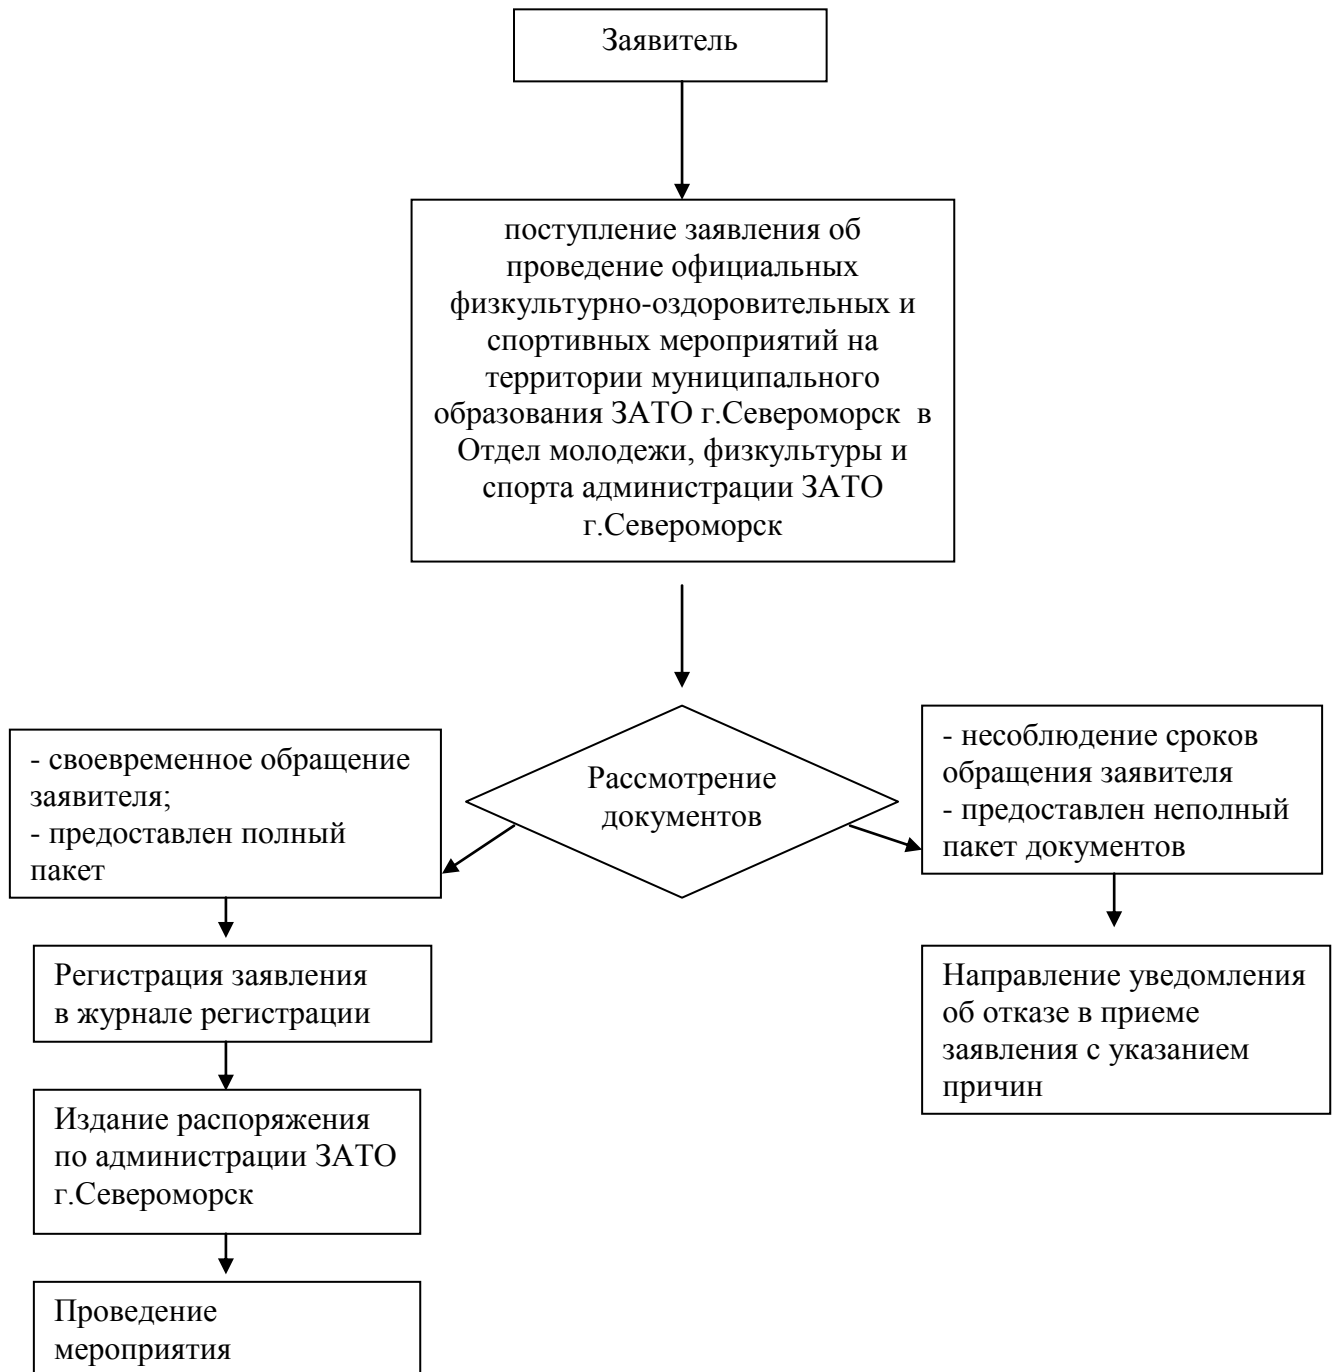 Заявитель
поступление заявления об
проведение официальных
физкультурно-оздоровительных и
спортивных мероприятий на
территории муниципального
образования ЗАТО г.Североморск в
Отдел молодежи, физкультуры и
спорта администрации ЗАТО
г.Североморск
Рассмотрение
документов
- своевременное обращение
заявителя;
- предоставлен полный
пакет
- несоблюдение сроков
обращения заявителя
- предоставлен неполный
пакет документов
Регистрация заявления
в журнале регистрации
Направление уведомления
об отказе в приеме
заявления с указанием
причин
Издание распоряжения
по администрации ЗАТО
г.Североморск
Проведение
мероприятия